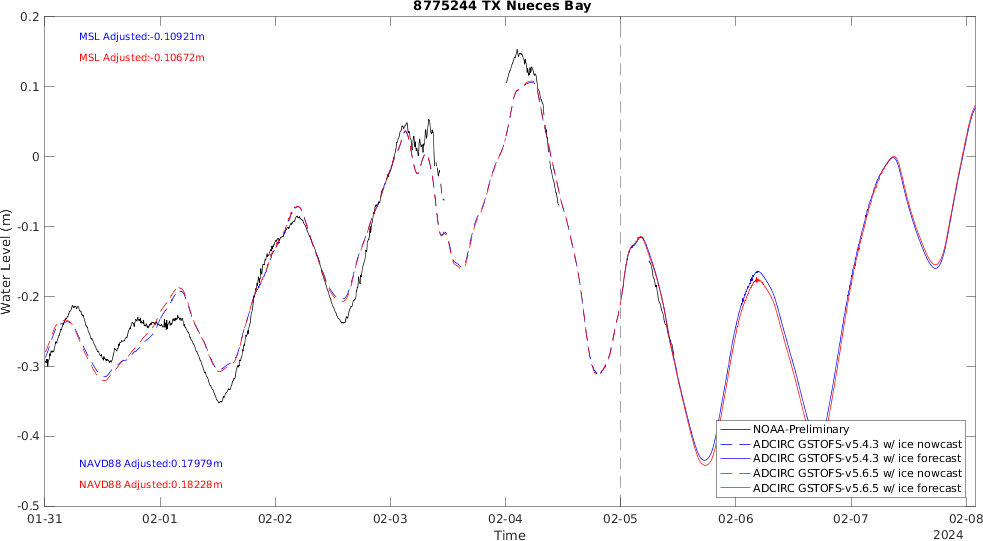 8775244 TX Nueces Bay
0.2
MSL Adjusted:-0.10921m
MSL Adjusted:-0.10672m
0.1
0
-0.1
Water Level (m)
-0.2
-0.3
-0.4
NOAA-Preliminary
ADCIRC GSTOFS-v5.4.3 w/ ice nowcast
ADCIRC GSTOFS-v5.4.3 w/ ice forecast
ADCIRC GSTOFS-v5.6.5 w/ ice nowcast
ADCIRC GSTOFS-v5.6.5 w/ ice forecast
NAVD88 Adjusted:0.17979m
NAVD88 Adjusted:0.18228m
-0.5
01-31 02-01 02-02 02-03 02-04 02-05 02-06 02-07 02-08
Time
2024